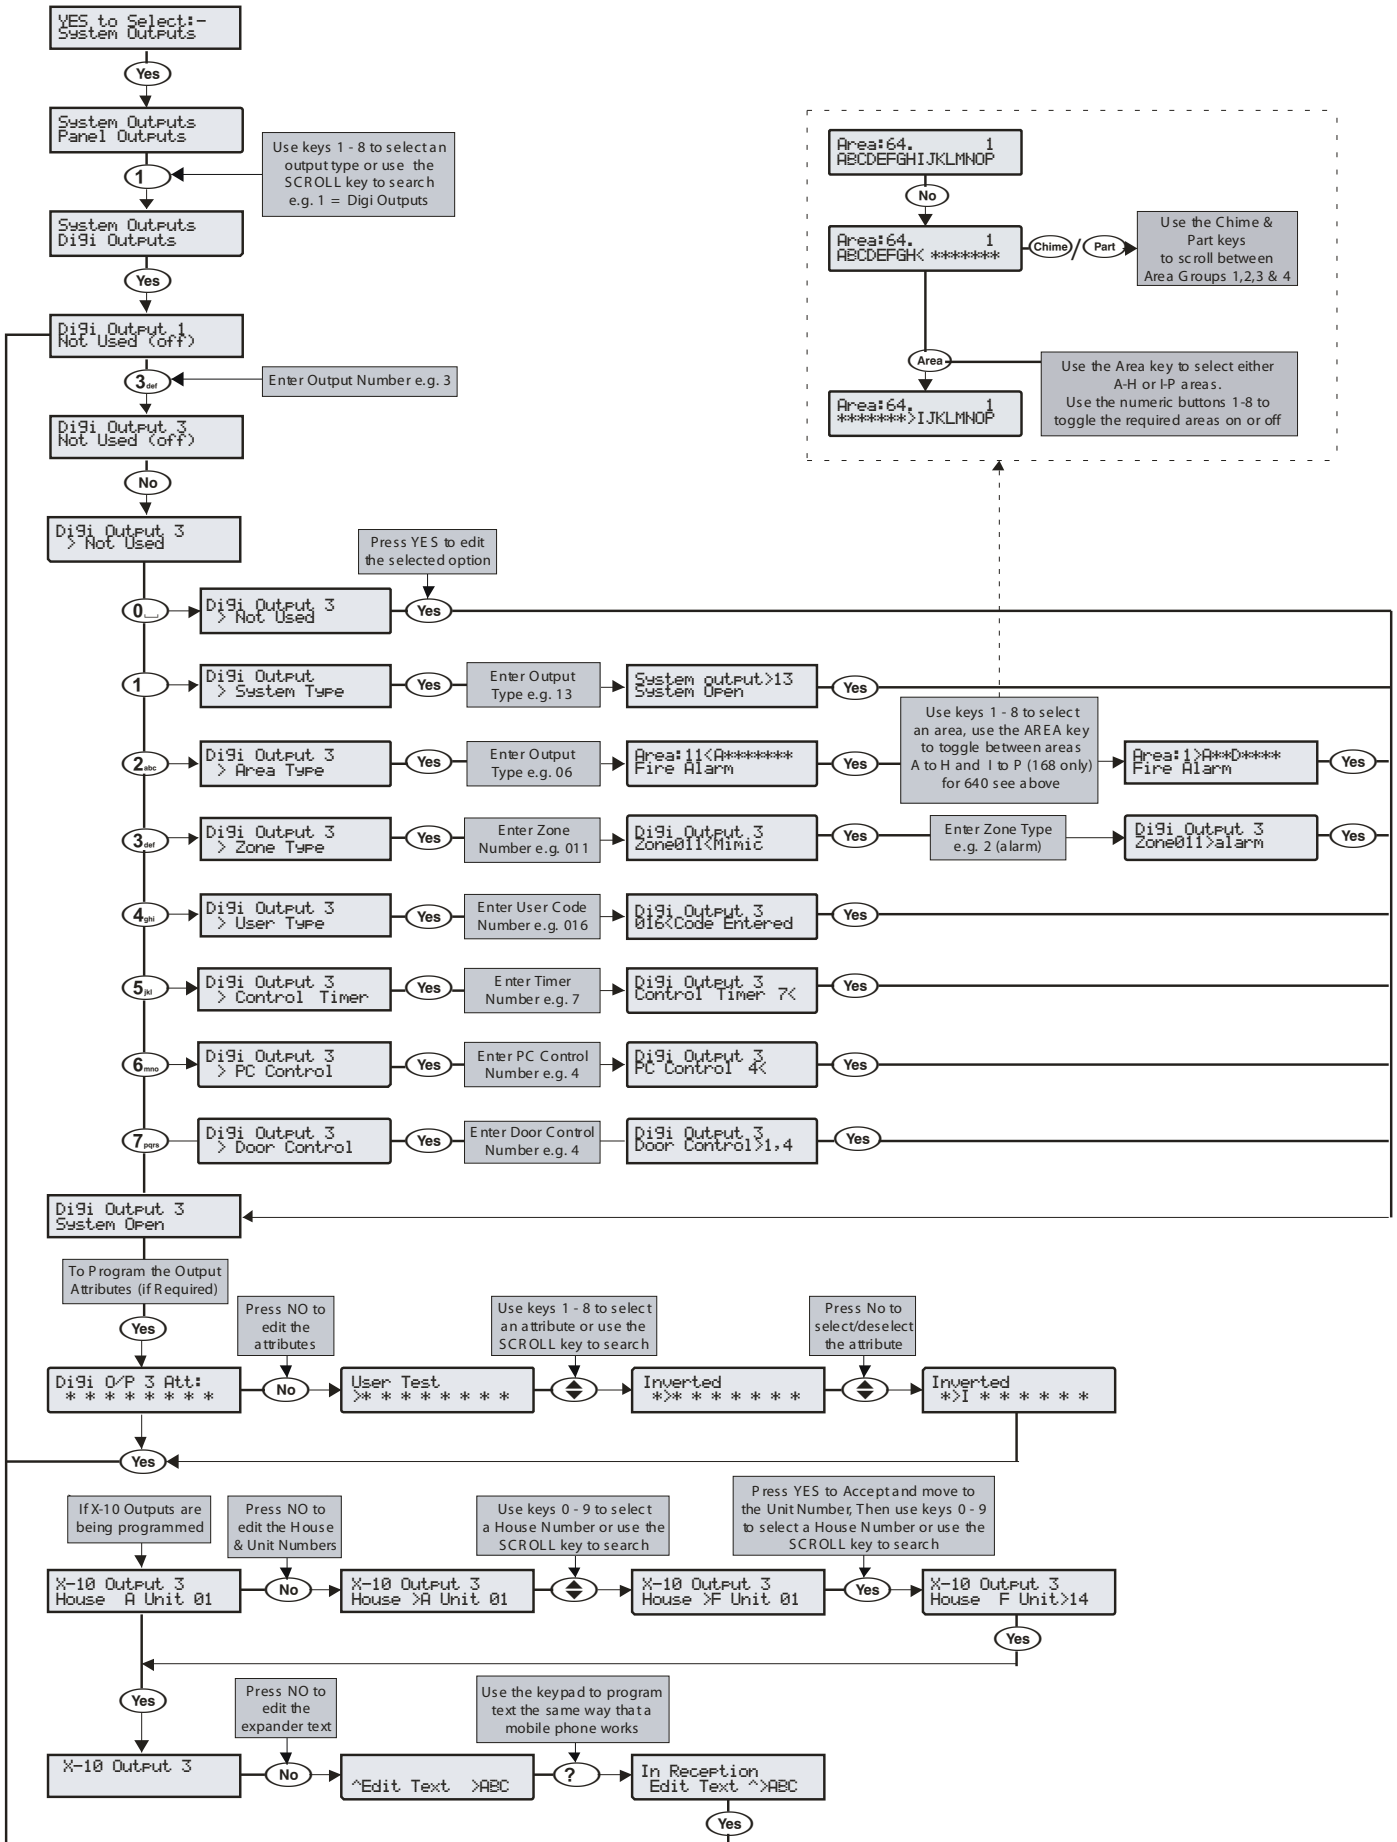 YES to Select:-
System Outputs
Yes
System Outputs
Panel Outputs
Use keys 1 - 8 to select an
output type or use the
SCROLL key to search
e.g. 1 = Digi Outputs
1
System Outputs
Digi Outputs
Yes
Digi Output 1
Not Used (off)
3def
Enter Output Number e.g. 3
Digi Output 3
Not Used (off)
No
Digi Output 3
> Not Used
Area:64. 1
ABCDEFGHIJKLMNOP
No
Area:64. 1
ABCDEFGH< *******
Chime / Part
Use the Chime &
Part keys
to scroll between
Area Groups 1,2,3 & 4
Area
Use the Area key to select either
A-H or I-P areas.
Use the numeric buttons 1-8 to
toggle the required areas on or off
Area:64. 1
*******>IJKLMNOP
Press YES to edit
the selected option
0
Digi Output 3
> Not Used
Yes
1
Digi Output
> System Type
Yes
Enter Output
Type e.g. 13
System output>13
System Open
Yes
2abc
Digi Output 3
> Area Type
Yes
Enter Output
Type e.g. 06
Area:11<A*******
Fire Alarm
Yes
Use keys 1 - 8 to select
an area, use the AREA key
to toggle between areas
A to H and I to P (168 only)
for 640 see above
Area:1>A**D****
Fire Alarm
Yes
3def
Digi Output 3
> Zone Type
Yes
Enter Zone
Number e.g. 011
Digi Output 3
Zone011<Mimic
Yes
Enter Zone Type
e.g. 2 (alarm)
Digi Output 3
Zone011>alarm
Yes
4ghi
Digi Output 3
> User Type
Yes
Enter User Code
Number e.g. 016
Digi Output 3
016<Code Entered
Yes
5jkl
Digi Output 3
> Control Timer
Yes
Enter Timer
Number e.g. 7
Digi Output 3
Control Timer 7<
Yes
6mno
Digi Output 3
> PC Control
Yes
Enter PC Control
Number e.g. 4
Digi Output 3
PC Control 4<
Yes
7pqrs
Digi Output 3
> Door Control
Yes
Enter Door Control
Number e.g. 4
Digi Output 3
Door Control>1,4
Yes
Digi Output 3
System Open
To Program the Output
Attributes (if Required)
Yes
Press NO to
edit the
attributes
Use keys 1 - 8 to select
an attribute or use the
SCROLL key to search
Press No to
select/deselect
the attribute
Digi O/P 3 Att:
* * * * * * * *
No
User Test
>* * * * * * * *
Inverted
*>* * * * * * *
Inverted
*>I * * * * * *
Yes
If X-10 Outputs are
being programmed
Press NO to
edit the House
& Unit Numbers
Use keys 0 - 9 to select
a House Number or use the
SCROLL key to search
Press YES to Accept and move to
the Unit Number, Then use keys 0 - 9
to select a House Number or use the
SCROLL key to search
X-10 Output 3
House A Unit 01
No
X-10 Output 3
House >A Unit 01
X-10 Output 3
House >F Unit 01
Yes
X-10 Output 3
House F Unit>14
Yes
Yes
Press NO to
edit the
expander text
Use the keypad to program
text the same way that a
mobile phone works
X-10 Output 3
No
^Edit Text >ABC
?
In Reception
Edit Text ^>ABC
Yes